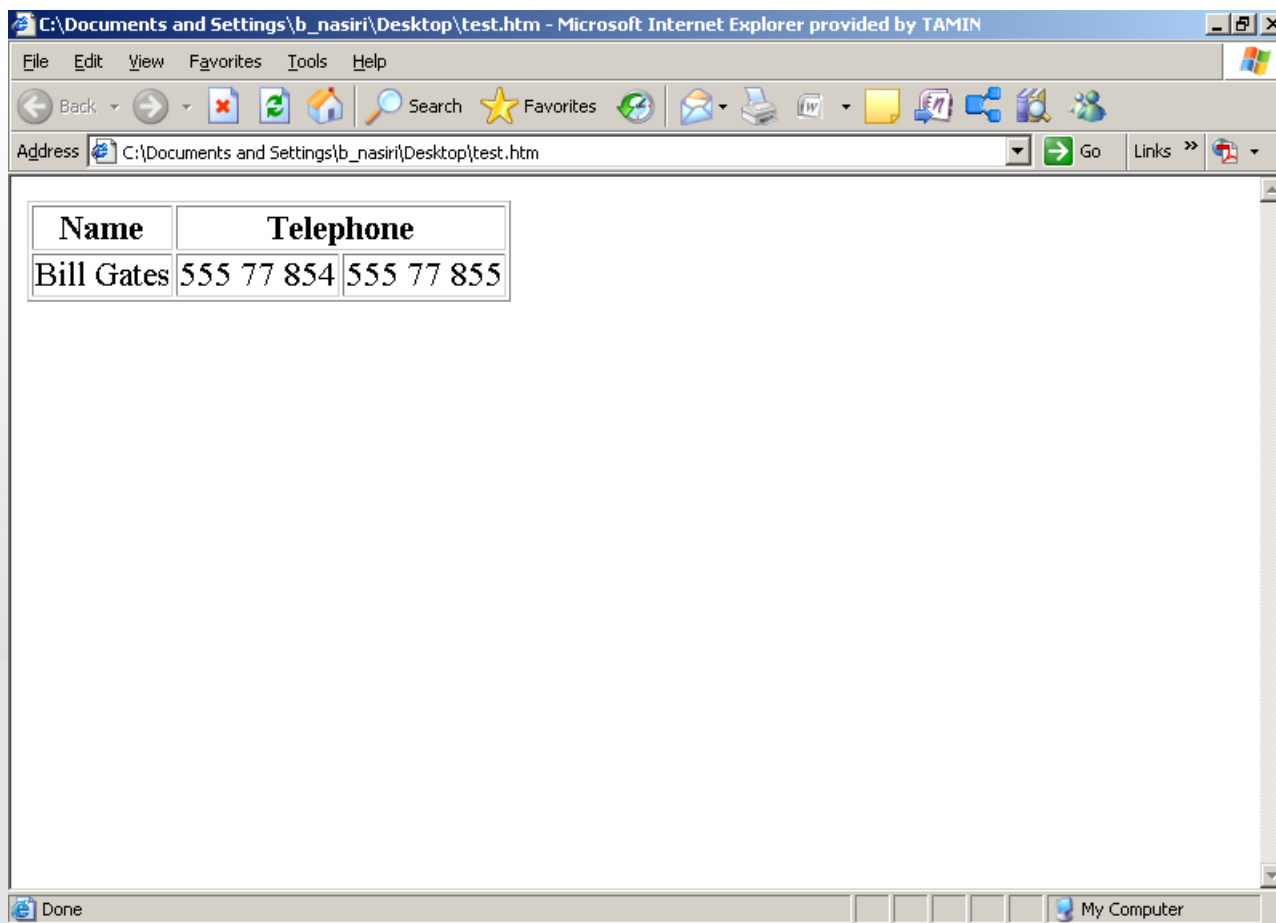 C:\Documents and Settings\b_nasiri\Desktop\test.htm - Microsoft Internet Explorer provided by TAMIN
File Edit View Favorites Tools Help
Back Search Favorites
Address C:\Documents and Settings\b_nasiri\Desktop\test.htm Go Links »
Name Telephone
Bill Gates 555 77 854 555 77 855
Done My Computer